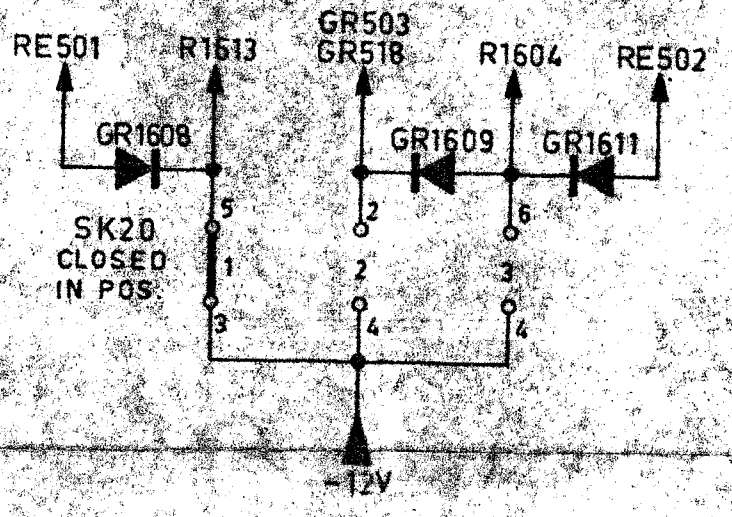 GR503
RE501 R1613 GR518 R1604 RE502
GR1608 GR1609 GR1611
SK20 5 2 6
CLOSED 1 2 3
IN POS. 3 4 4
-12V